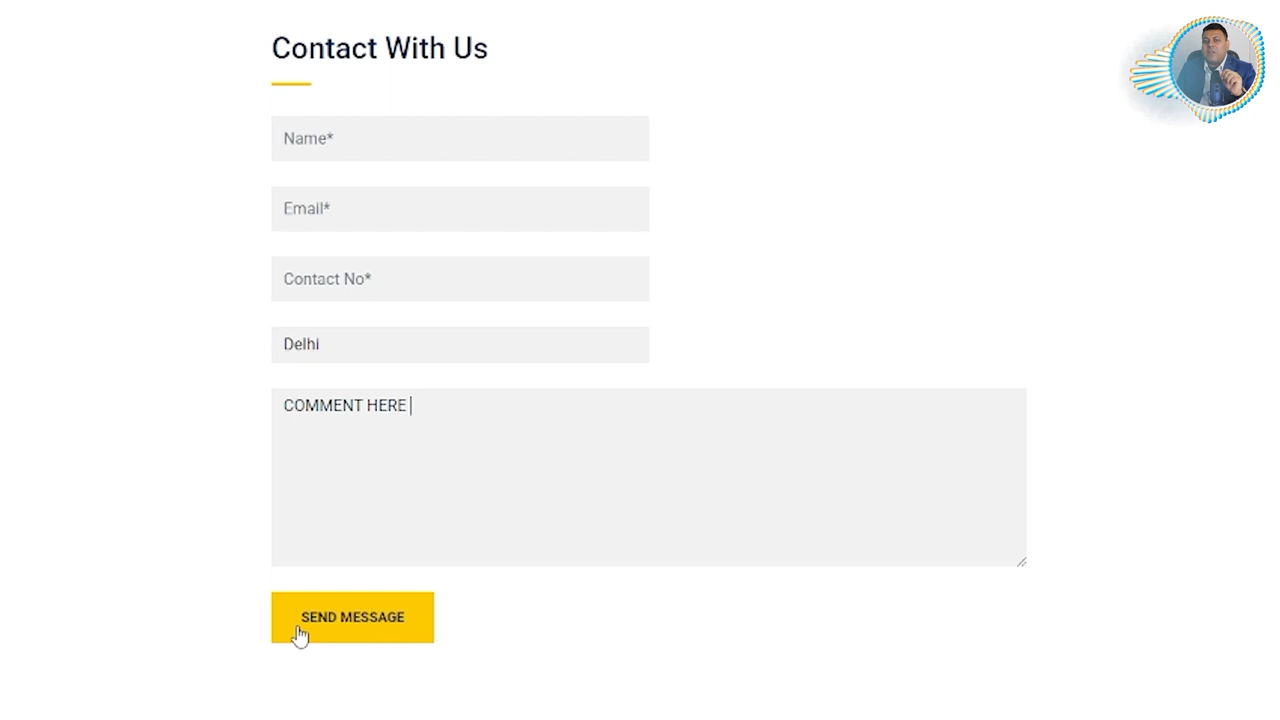 Contact With Us
Name*
Email*
Contact No*
Delhi
COMMENT HERE
SEND MESSAGE